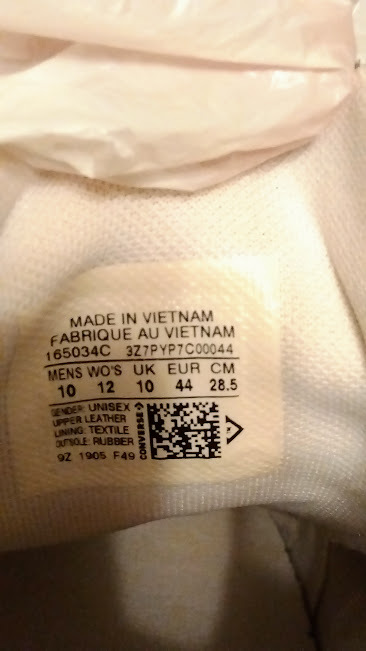 MADE IN VIETNAM
FABRIQUE AU VIETNAM
165034C 3Z7PYP7C00044
MENS WO'S UK EUR CM
10 12 10 44 28.5
GENDER: UNISEX
UPPER LEATHER
LINING: TEXTILE
OUTSOLE: RUBBER
9Z 1905 F49
CONVERSE